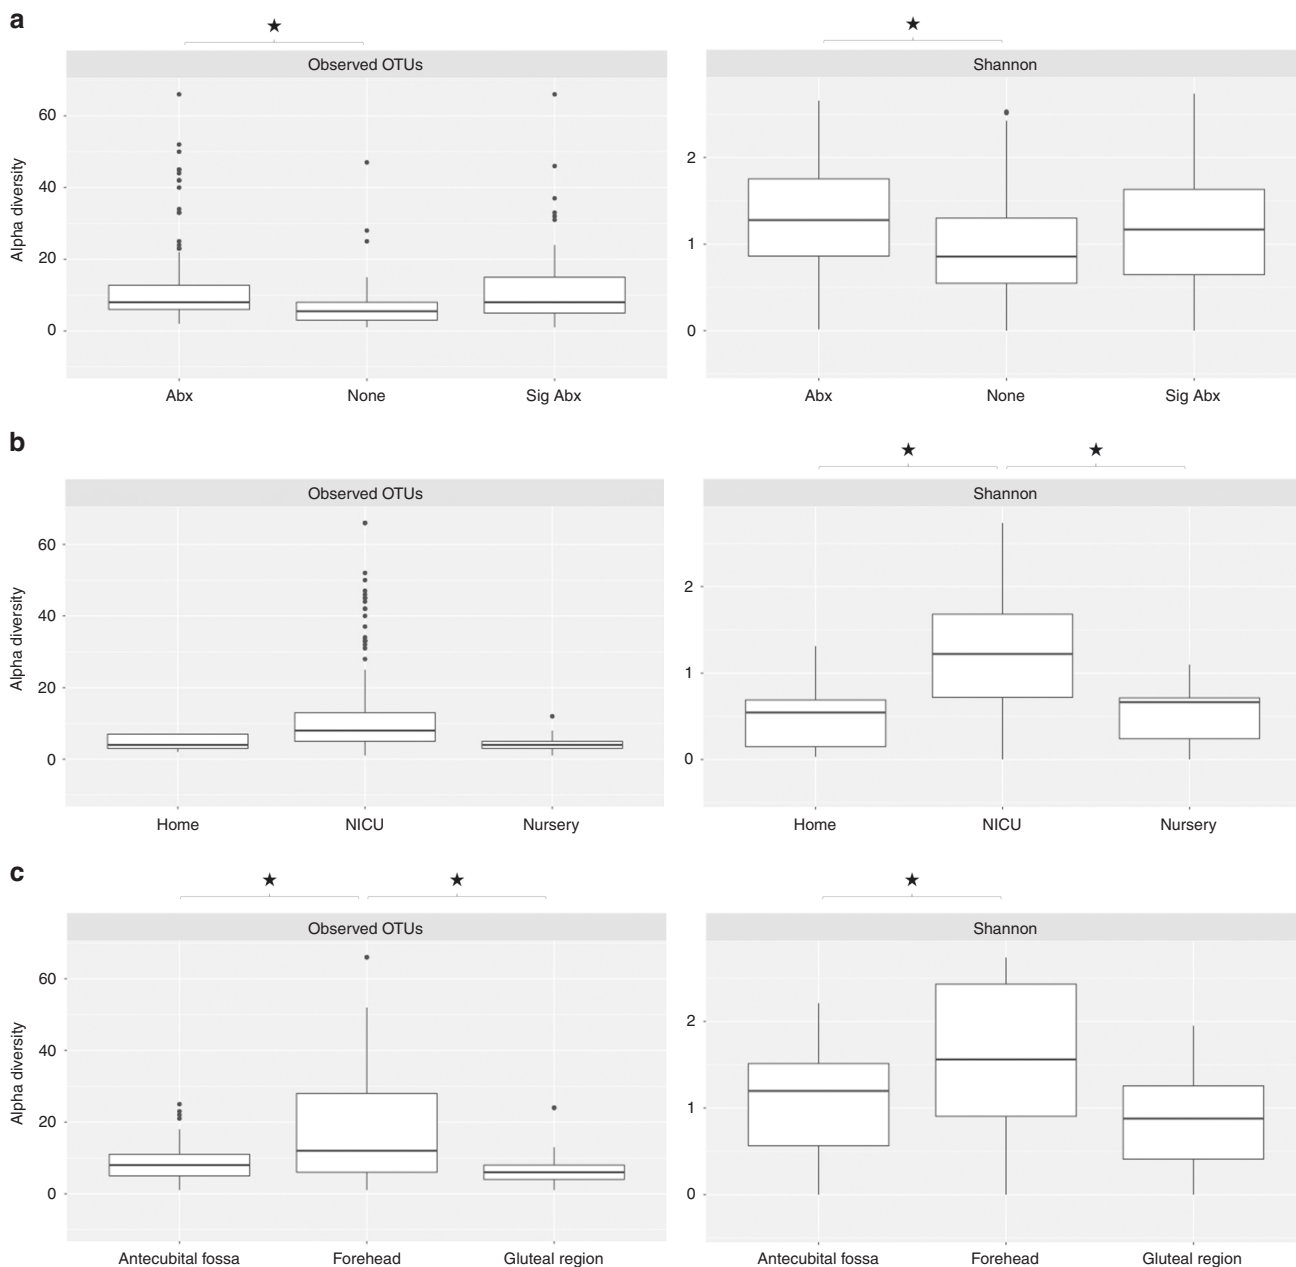 a
★ ★
Observed OTUs Shannon
Alpha diversity
60
40
20
0
2
1
0
Abx None Sig Abx
Abx None Sig Abx
b
★ ★
Observed OTUs Shannon
Alpha diversity
60
40
20
0
2
1
0
Home NICU Nursery
Home NICU Nursery
c
★ ★ ★
Observed OTUs Shannon
Alpha diversity
60
40
20
0
2
1
0
Antecubital fossa Forehead Gluteal region
Antecubital fossa Forehead Gluteal region